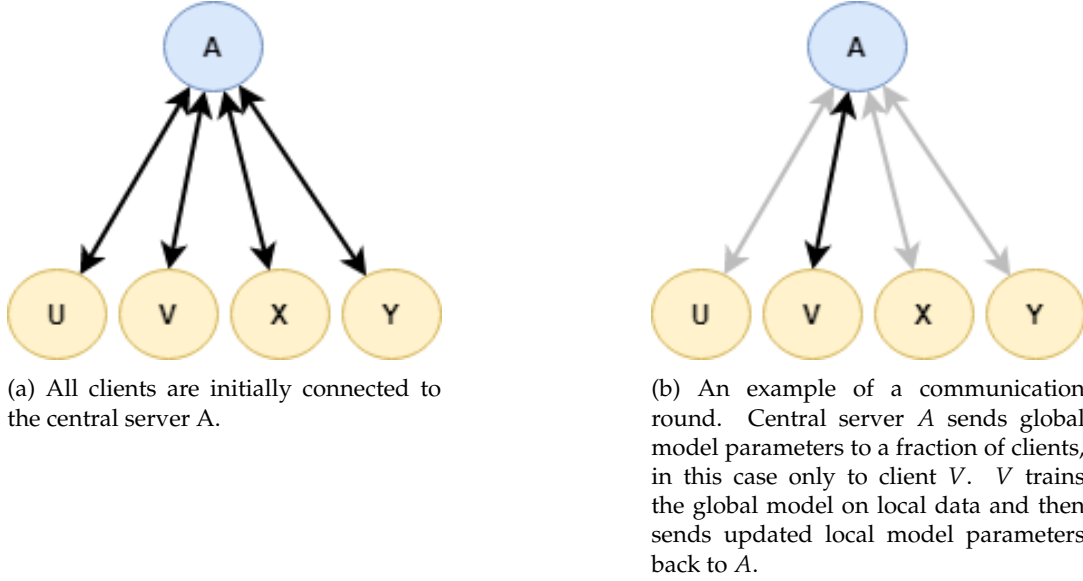 A
U V X Y
(a) All clients are initially connected to
the central server A.
A
U V X Y
(b) An example of a communication
round. Central server A sends global
model parameters to a fraction of clients,
in this case only to client V. V trains
the global model on local data and then
sends updated local model parameters
back to A.